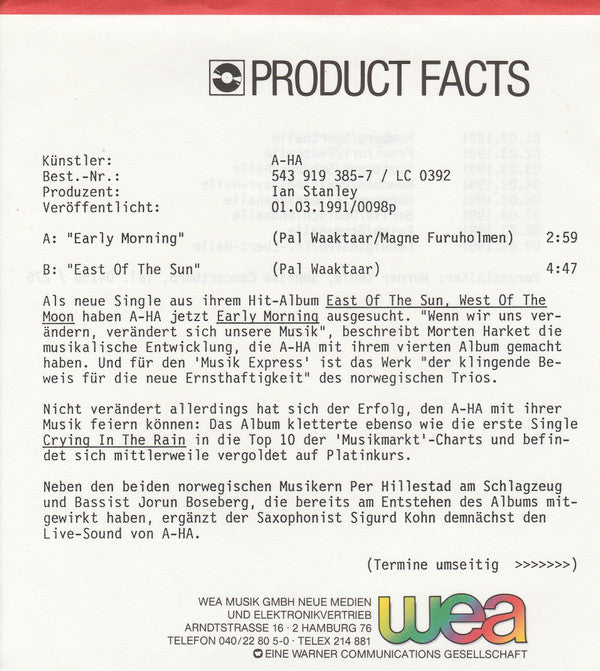 PRODUCT FACTS
Künstler: A-HA
Best.-Nr.: 543 919 385-7 / LC 0392
Produzent: Ian Stanley
Veröffentlicht: 01.03.1991/0098p
A: "Early Morning" (Pal Waaktaar/Magne Furuholmen) 2:59
B: "East Of The Sun" (Pal Waaktaar) 4:47
Als neue Single aus ihrem Hit-Album East Of The Sun, West Of The
Moon haben A-HA jetzt Early Morning ausgesucht. "Wenn wir uns ver-
ändern, verändert sich unsere Musik", beschreibt Morten Harket die
musikalische Entwicklung, die A-HA mit ihrem vierten Album gemacht
haben. Und für den 'Musik Express' ist das Werk "der klingende Be-
weis für die neue Ernsthaftigkeit" des norwegischen Trios.
Nicht verändert allerdings hat sich der Erfolg, den A-HA mit ihrer
Musik feiern können: Das Album kletterte ebenso wie die erste Single
Crying In The Rain in die Top 10 der 'Musikmarkt'-Charts und befin-
det sich mittlerweile vergoldet auf Platinkurs.
Neben den beiden norwegischen Musikern Per Hillestad am Schlagzeug
und Bassist Jorun Boseberg, die bereits am Entstehen des Albums mit-
gewirkt haben, ergänzt der Saxophonist Sigurd Kohn demnächst den
Live-Sound von A-HA.
(Termine umseitig >>>>>>>)
WEA MUSIK GMBH NEUE MEDIEN
UND ELEKTRONIKVERTRIEB
ARNDTSTRASSE 16 · 2 HAMBURG 76
TELEFON 040/22 80 5-0 · TELEX 214 881
wea
EINE WARNER COMMUNICATIONS GESELLSCHAFT